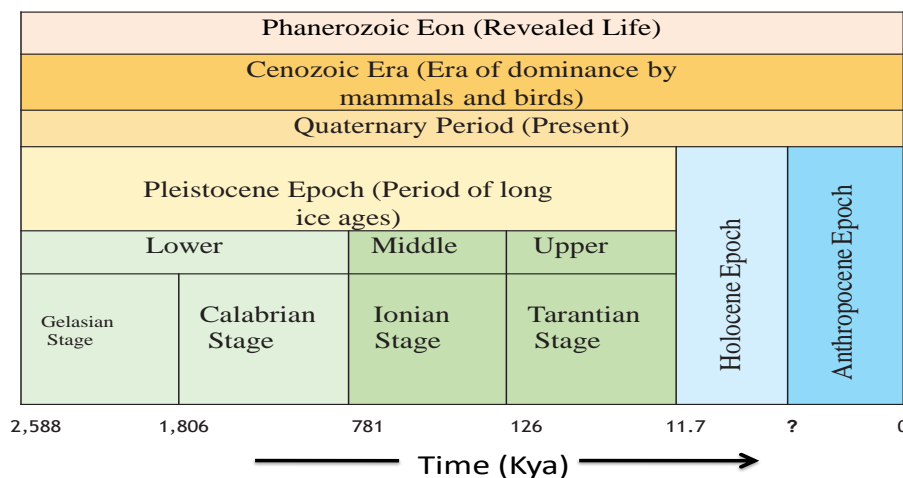 Phanerozoic Eon (Revealed Life)
Cenozoic Era (Era of dominance by
mammals and birds)
Quaternary Period (Present)
Pleistocene Epoch (Period of long
ice ages)
Lower
Middle
Upper
Gelasian
Stage
Calabrian
Stage
Ionian
Stage
Tarantian
Stage
Holocene Epoch
Anthropocene Epoch
2,588
1,806
781
126
11.7
?
0
Time (Kya)